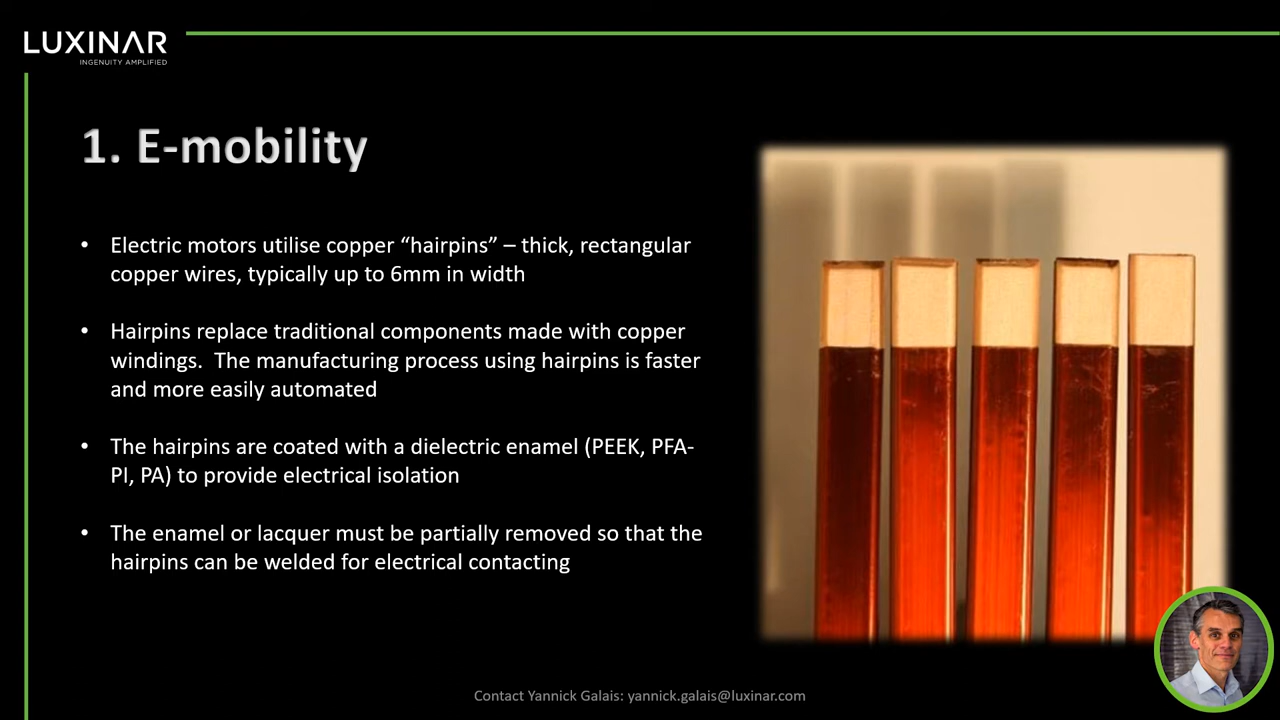 LUXINAR
INGENUITY AMPLIFIED
1. E-mobility
• Electric motors utilise copper “hairpins” – thick, rectangular
copper wires, typically up to 6mm in width
• Hairpins replace traditional components made with copper
windings.  The manufacturing process using hairpins is faster
and more easily automated
• The hairpins are coated with a dielectric enamel (PEEK, PFA-
PI, PA) to provide electrical isolation
• The enamel or lacquer must be partially removed so that the
hairpins can be welded for electrical contacting
Contact Yannick Galais: yannick.galais@luxinar.com